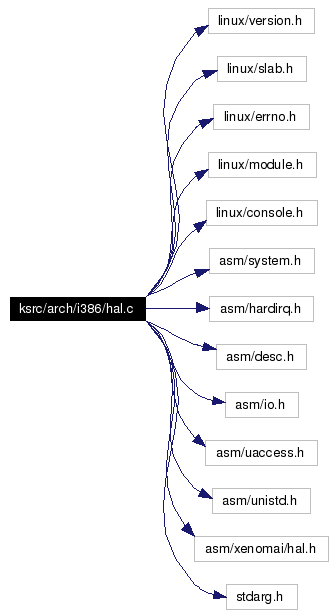 linux/version.h
linux/slab.h
linux/errno.h
linux/module.h
linux/console.h
asm/system.h
ksrc/arch/i386/hal.c
asm/hardirq.h
asm/desc.h
asm/io.h
asm/uaccess.h
asm/unistd.h
asm/xenomai/hal.h
stdarg.h